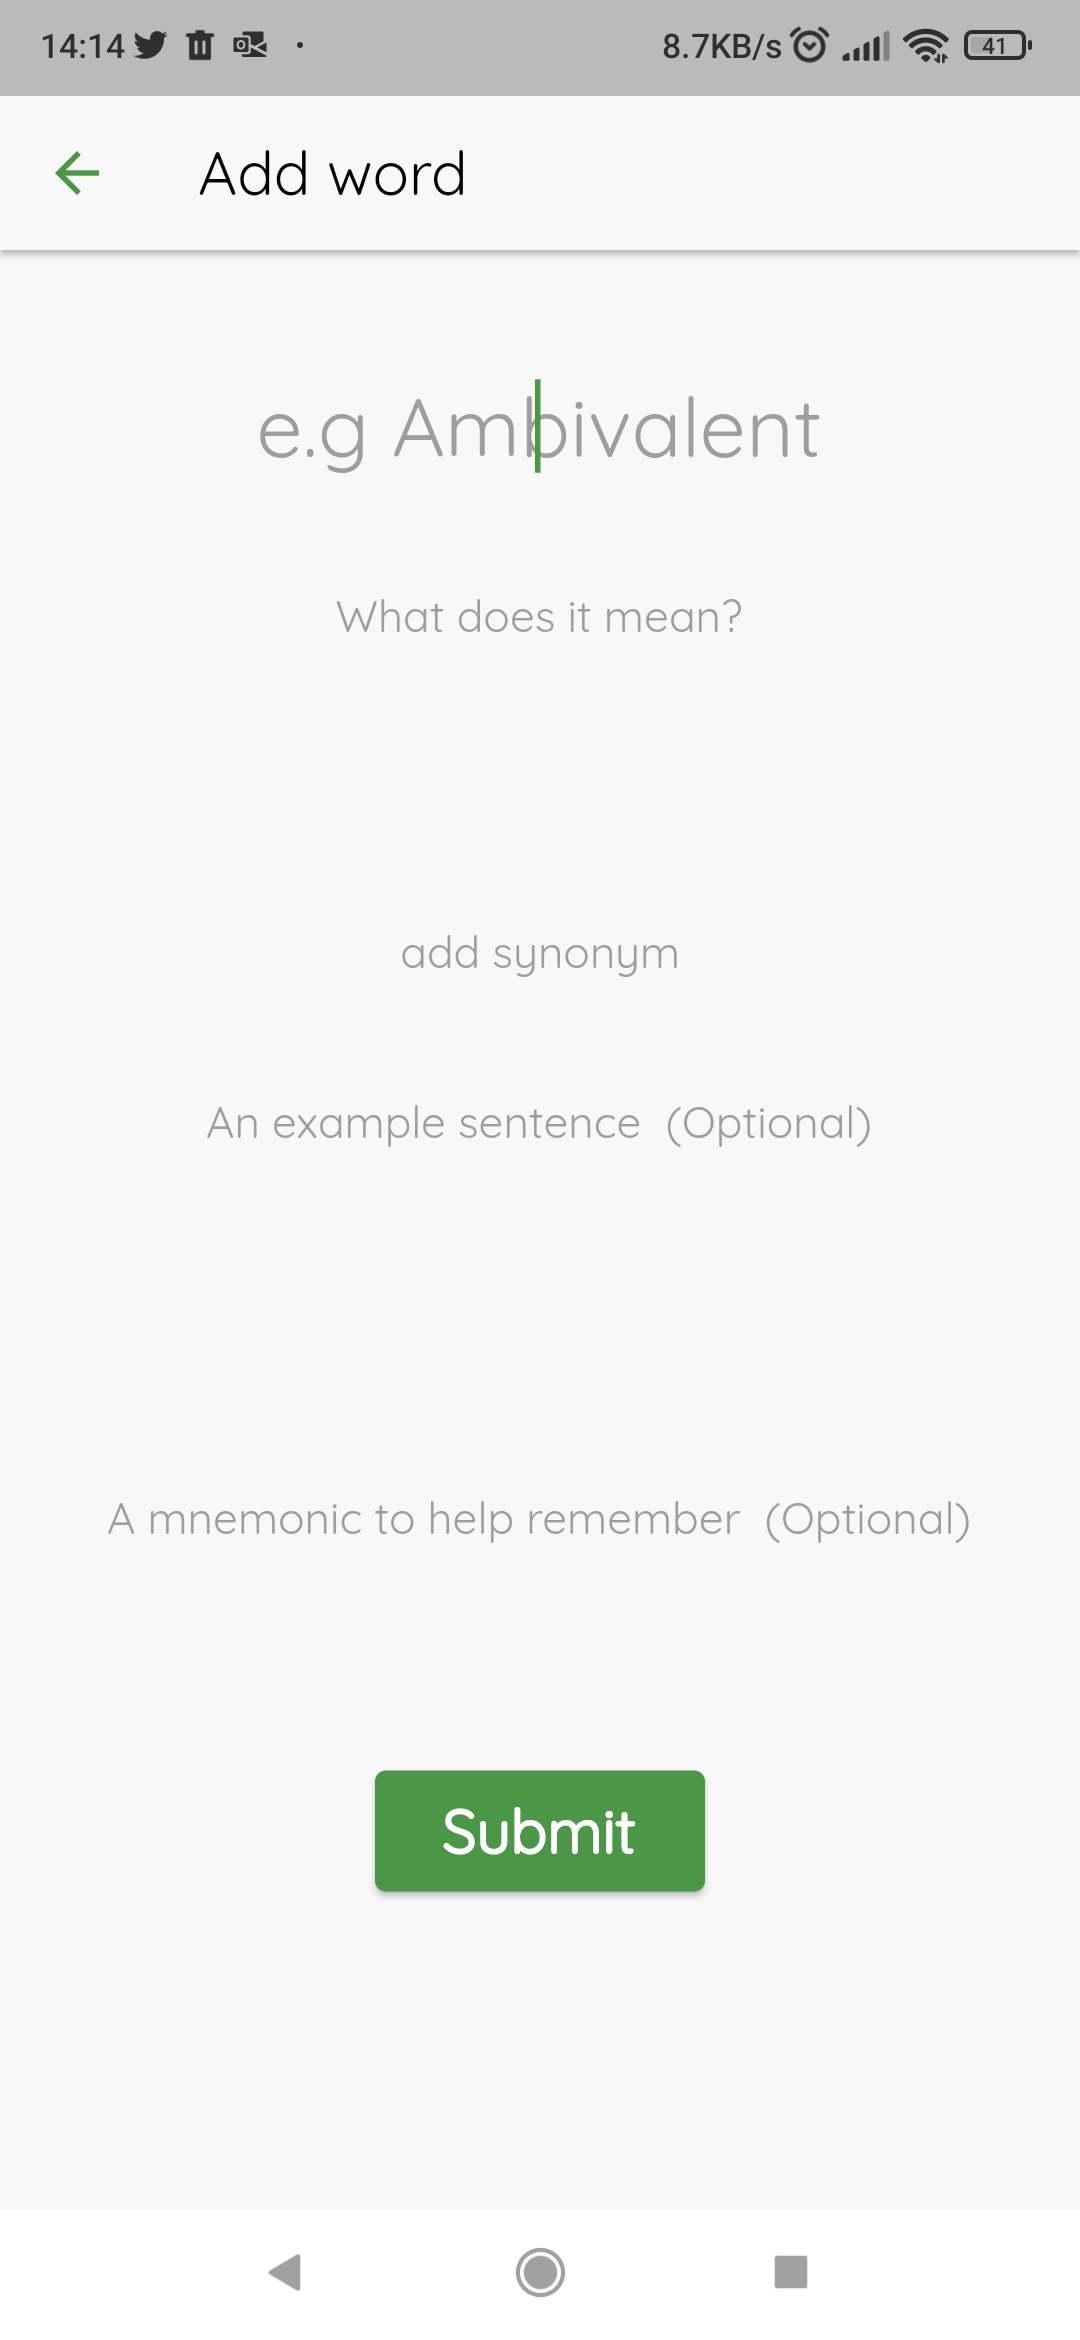 14:14 8.7KB/s 41
Add word
e.g Ambivalent
What does it mean?
add synonym
An example sentence (Optional)
A mnemonic to help remember (Optional)
Submit